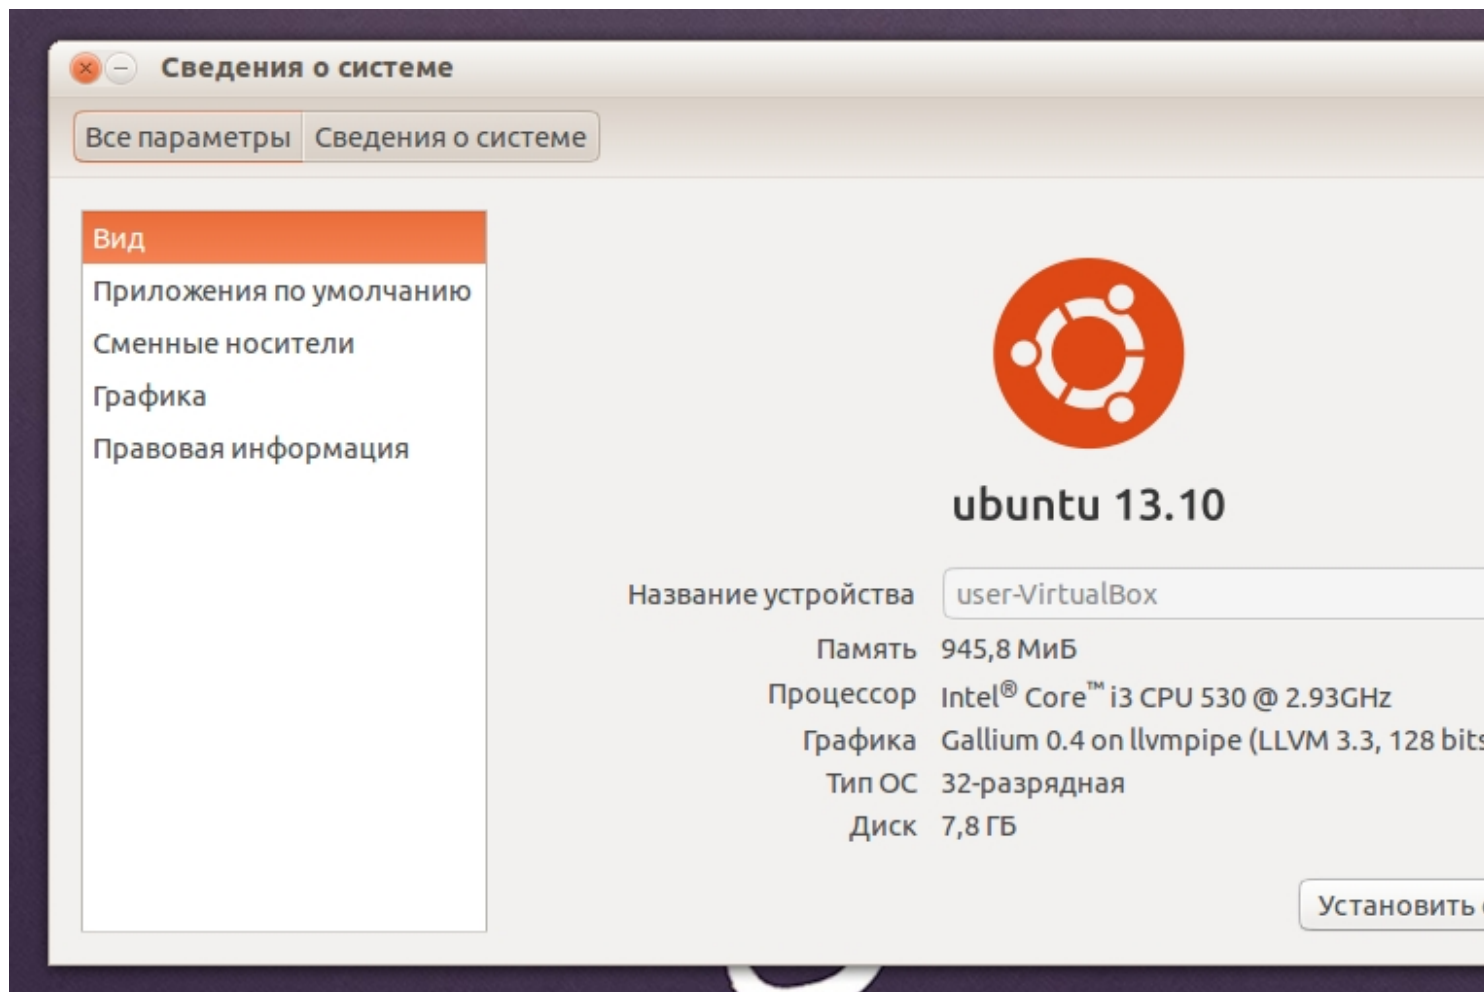 Сведения о системе
Все параметры Сведения о системе
Вид
Приложения по умолчанию
Сменные носители
Графика
Правовая информация
ubuntu 13.10
Название устройства user-VirtualBox
Память 945,8 МиБ
Процессор Intel® Core™ i3 CPU 530 @ 2.93GHz
Графика Gallium 0.4 on llvmpipe (LLVM 3.3, 128 bits
Тип ОС 32-разрядная
Диск 7,8 ГБ
Установить